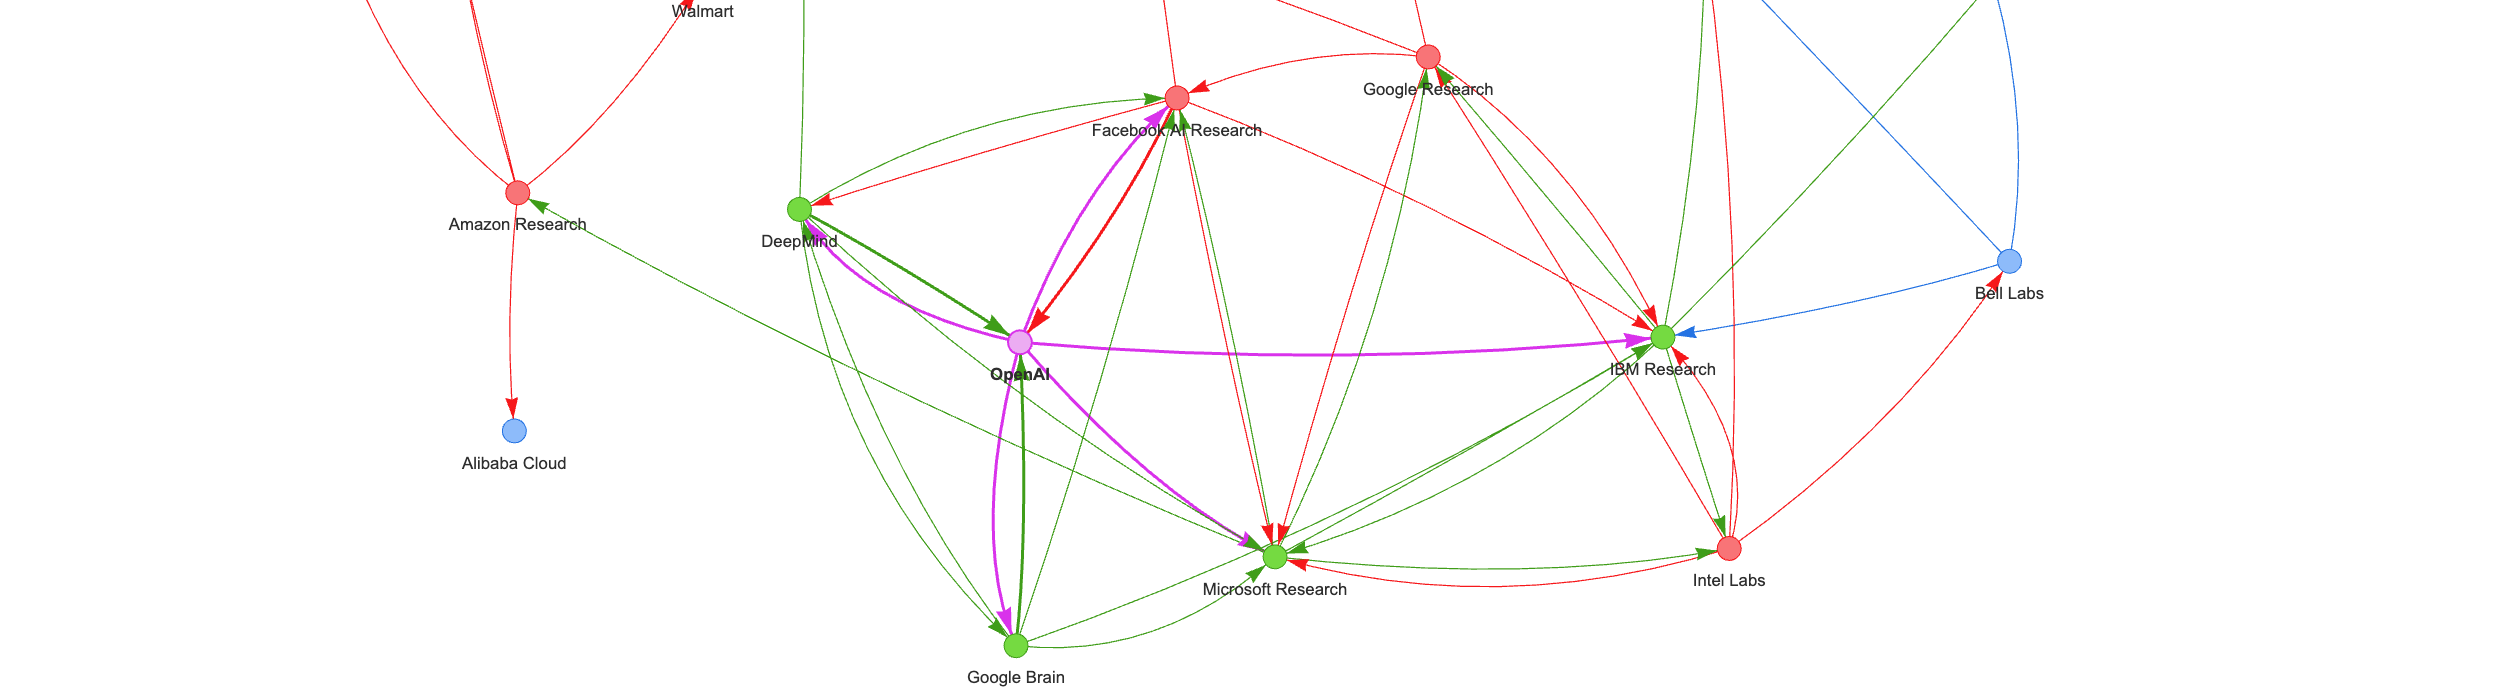 Walmart
Google Research
Facebook AI Research
Amazon Research
DeepMind
Bell Labs
IBM Research
OpenAI
Alibaba Cloud
Intel Labs
Microsoft Research
Google Brain